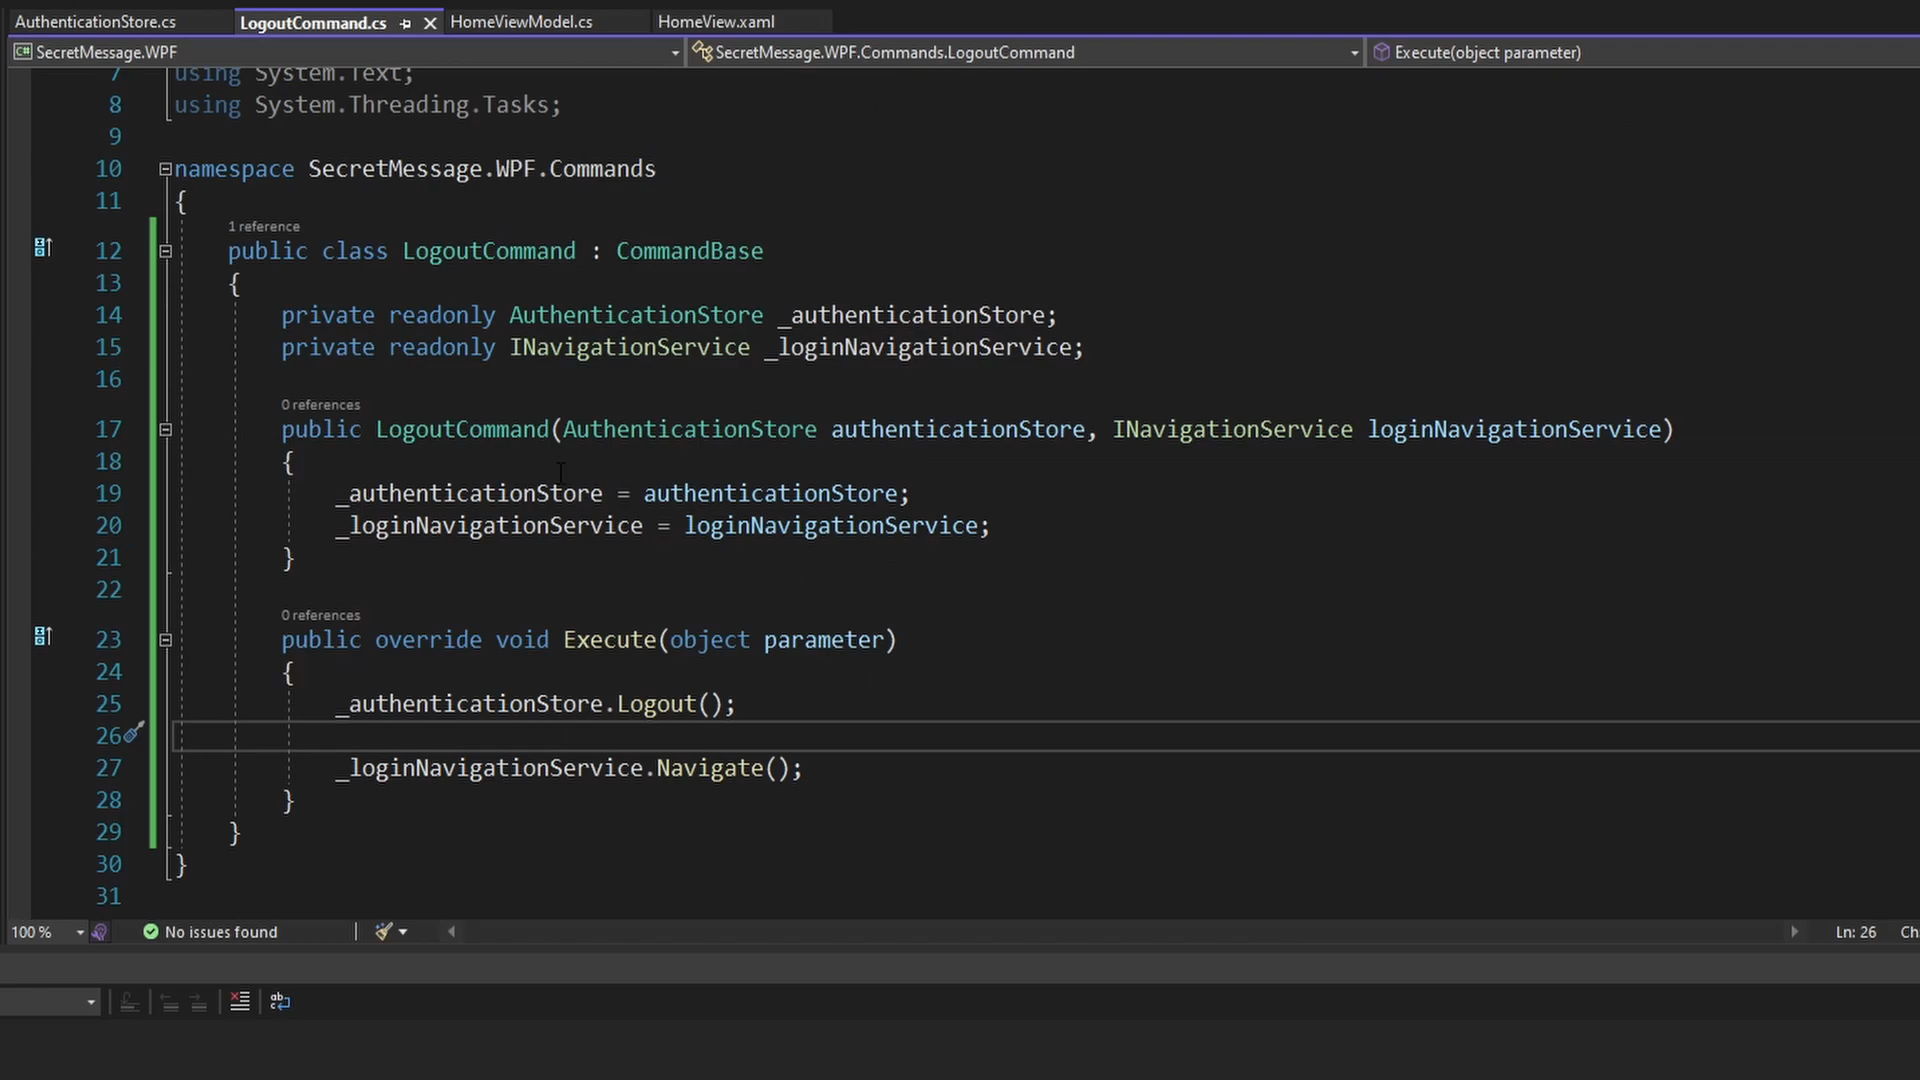 AuthenticationStore.cs LogoutCommand.cs HomeViewModel.cs HomeView.xaml
C# SecretMessage.WPF SecretMessage.WPF.Commands.LogoutCommand Execute(object parameter)
7 using System.Text;
8 using System.Threading.Tasks;
9
10 namespace SecretMessage.WPF.Commands
11 {
1 reference
12 public class LogoutCommand : CommandBase
13 {
14 private readonly AuthenticationStore _authenticationStore;
15 private readonly INavigationService _loginNavigationService;
16
0 references
17 public LogoutCommand(AuthenticationStore authenticationStore, INavigationService loginNavigationService)
18 {
19 _authenticationStore = authenticationStore;
20 _loginNavigationService = loginNavigationService;
21 }
22
0 references
23 public override void Execute(object parameter)
24 {
25 _authenticationStore.Logout();
26
27 _loginNavigationService.Navigate();
28 }
29 }
30 }
31
100 % No issues found Ln: 26 Ch